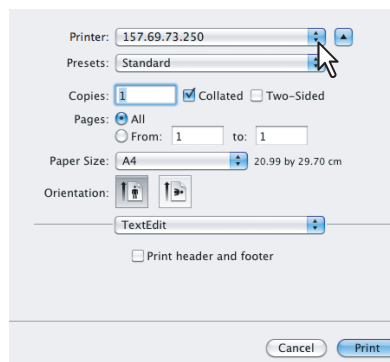 Printer: 157.69.73.250
Presets: Standard
Copies: 1 Collated Two-Sided
Pages: All
From: 1 to: 1
Paper Size: A4 20.99 by 29.70 cm
Orientation:
TextEdit
Print header and footer
Cancel Print